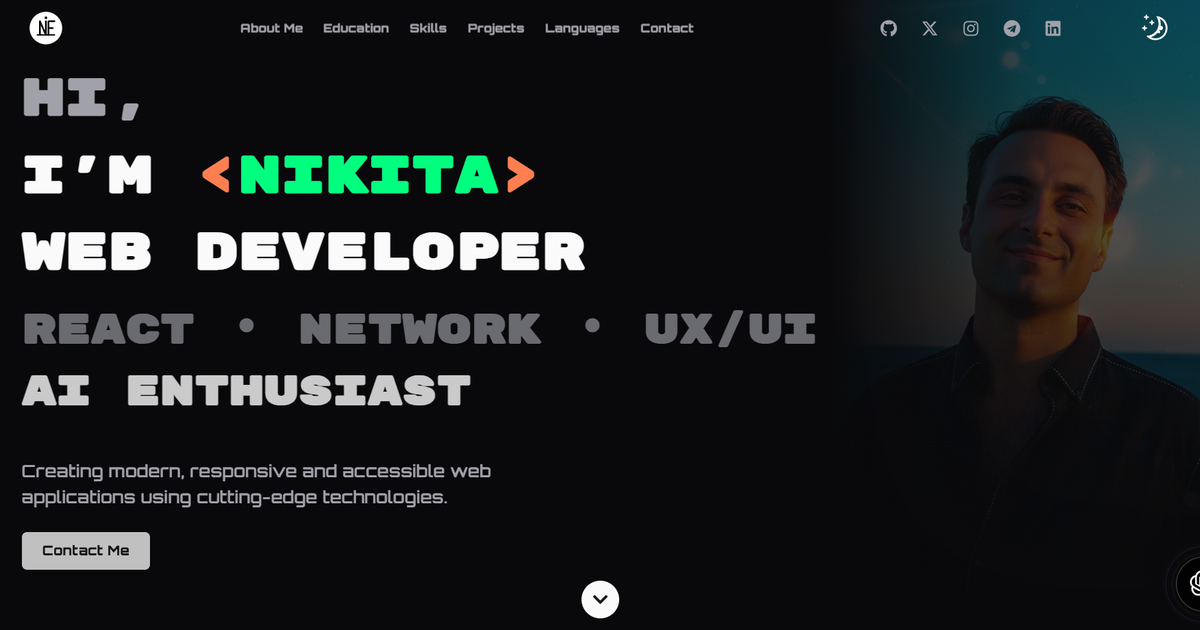 NE
About Me Education Skills Projects Languages Contact
HI,
I'M <NIKITA>
WEB DEVELOPER
REACT • NETWORK • UX/UI
AI ENTHUSIAST
Creating modern, responsive and accessible web
applications using cutting-edge technologies.
Contact Me